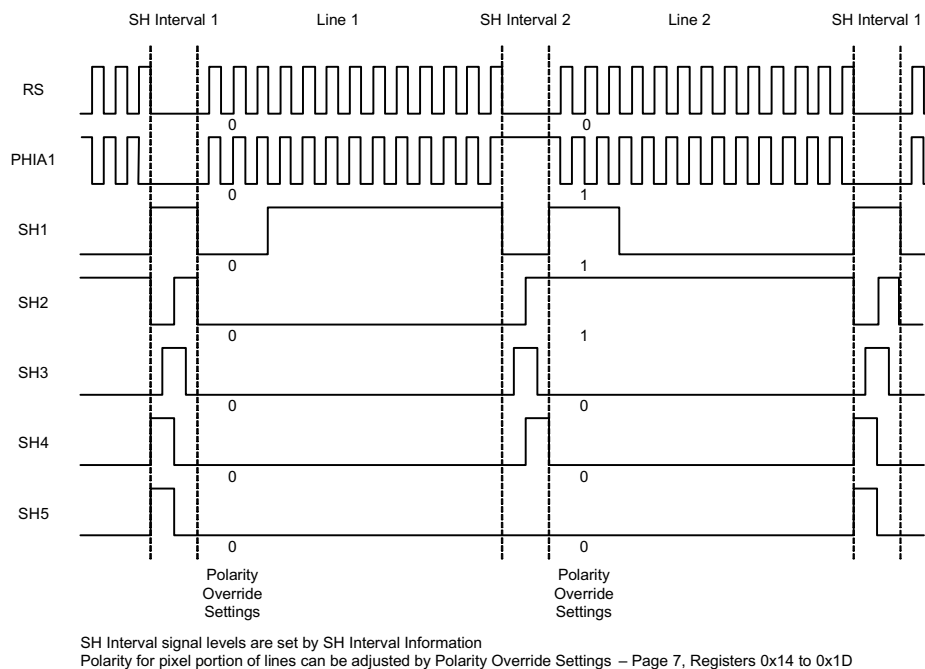 SH Interval 1 Line 1 SH Interval 2 Line 2 SH Interval 1
RS
0 0
PHIA1
0 1
SH1
0 1
SH2
0 1
SH3
0 0
SH4
0 0
SH5
0 0
Polarity Polarity
Override Override
Settings Settings
SH Interval signal levels are set by SH Interval Information
Polarity for pixel portion of lines can be adjusted by Polarity Override Settings – Page 7, Registers 0x14 to 0x1D